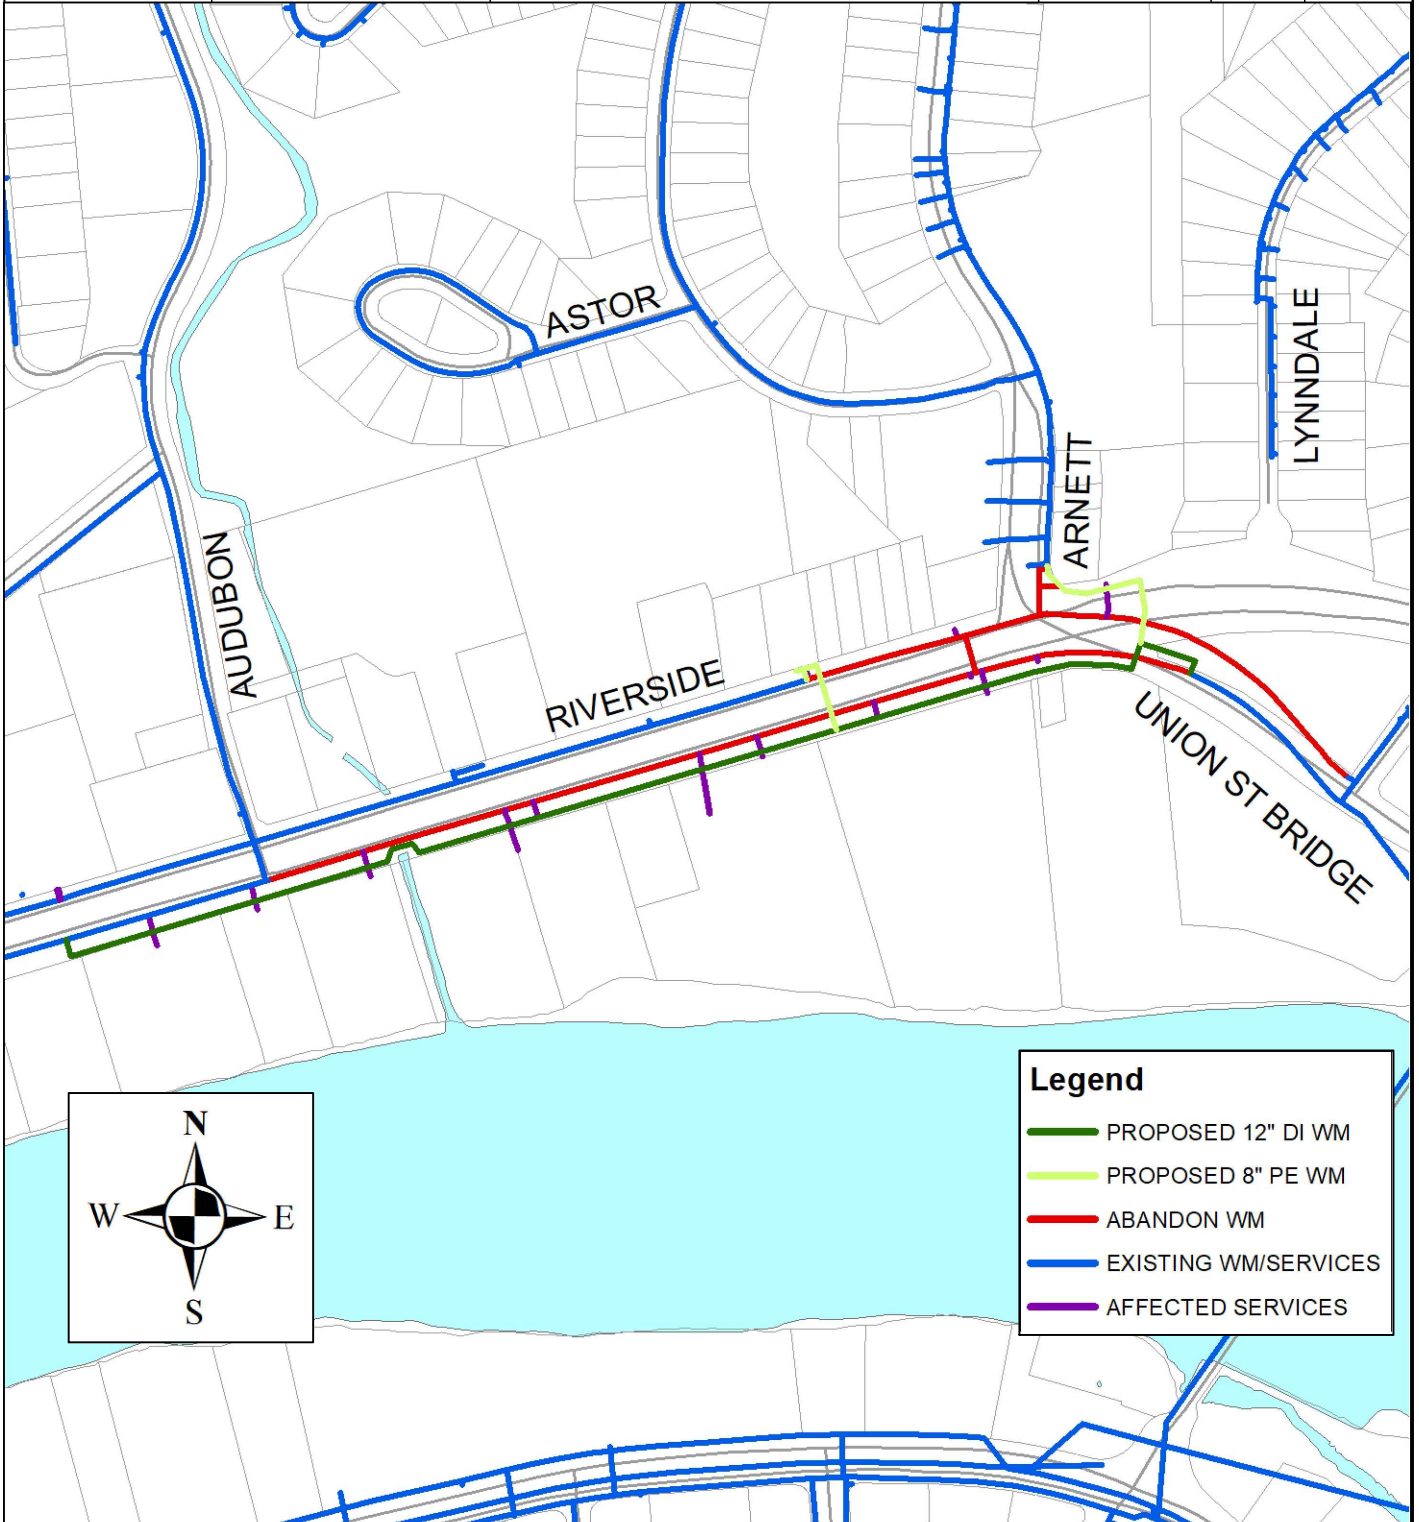 ASTOR
LYNNDALE
ARNETT
AUDUBON
RIVERSIDE
UNION ST BRIDGE
Legend
PROPOSED 12" DI WM
PROPOSED 8" PE WM
ABANDON WM
EXISTING WM/SERVICES
AFFECTED SERVICES
N
W E
S